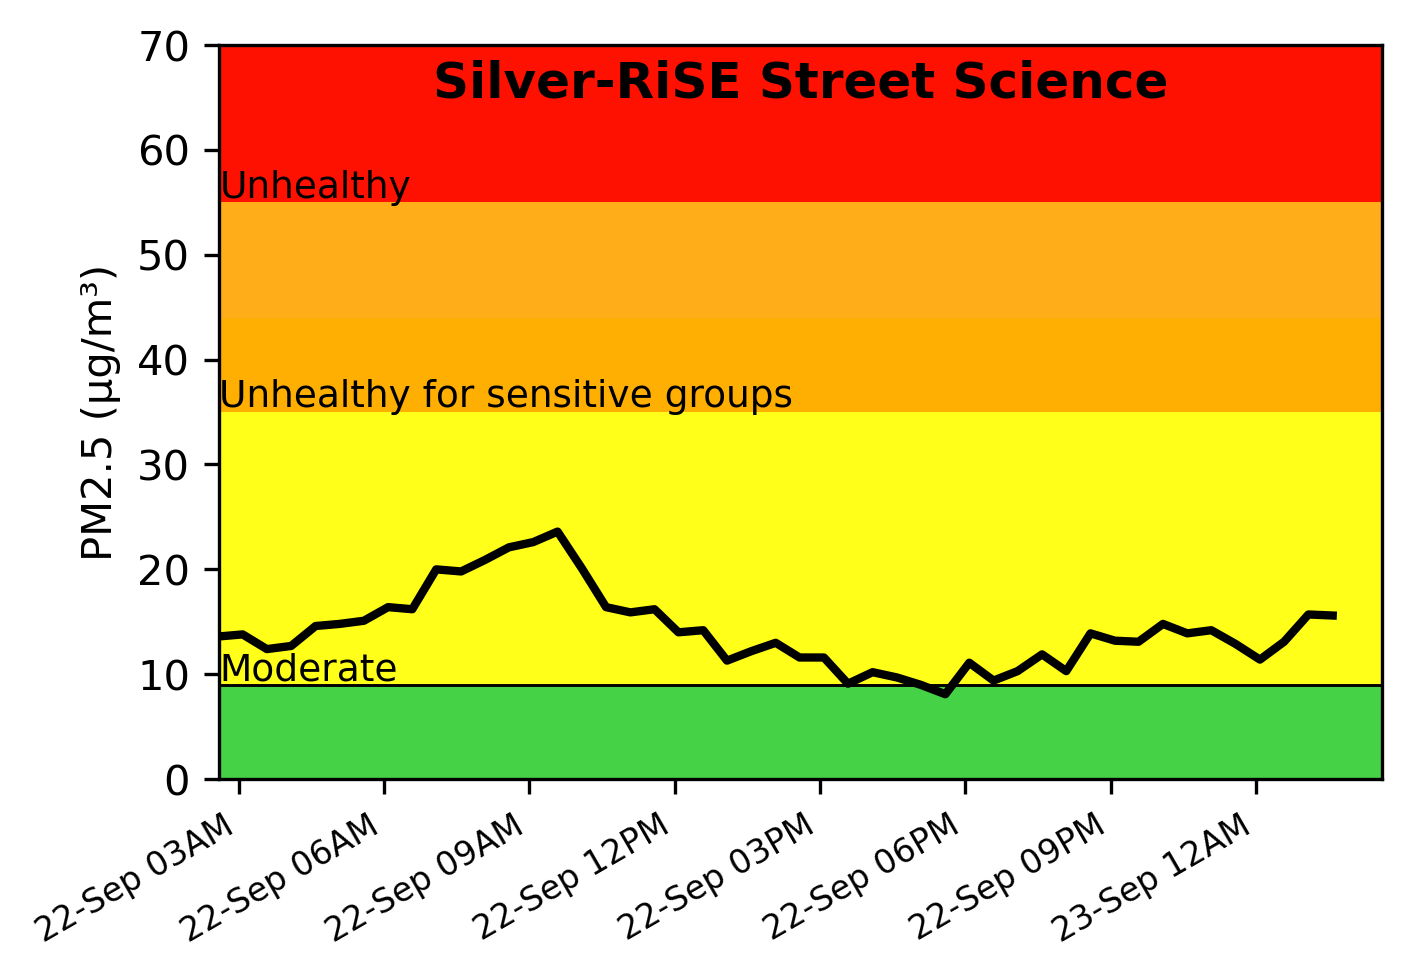 Silver-RiSE Street Science
70
60
Unhealthy
50
40
Unhealthy for sensitive groups
30
20
10
Moderate
0
PM2.5 (µg/m³)
22-Sep 03AM
22-Sep 06AM
22-Sep 09AM
22-Sep 12PM
22-Sep 03PM
22-Sep 06PM
22-Sep 09PM
23-Sep 12AM